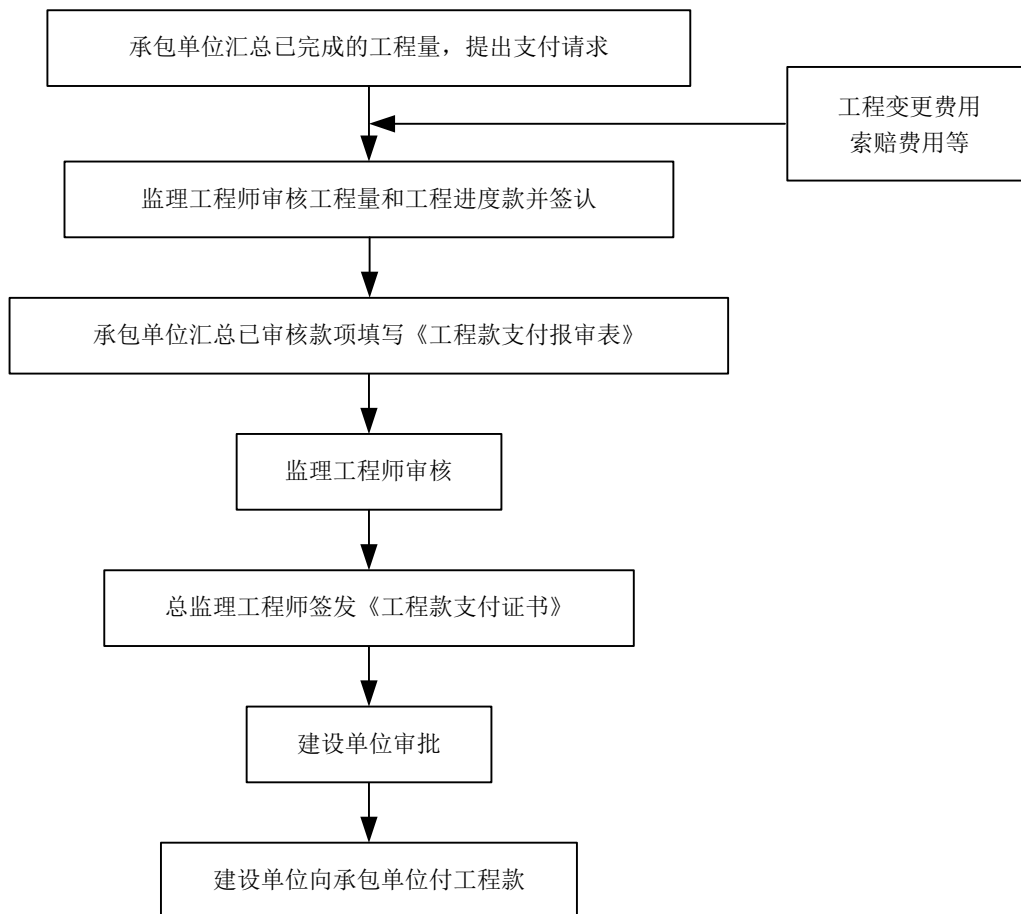 承包单位汇总已完成的工程量，提出支付请求
工程变更费用
索赔费用等
监理工程师审核工程量和工程进度款并签认
承包单位汇总已审核款项填写《工程款支付报审表》
监理工程师审核
总监理工程师签发《工程款支付证书》
建设单位审批
建设单位向承包单位付工程款